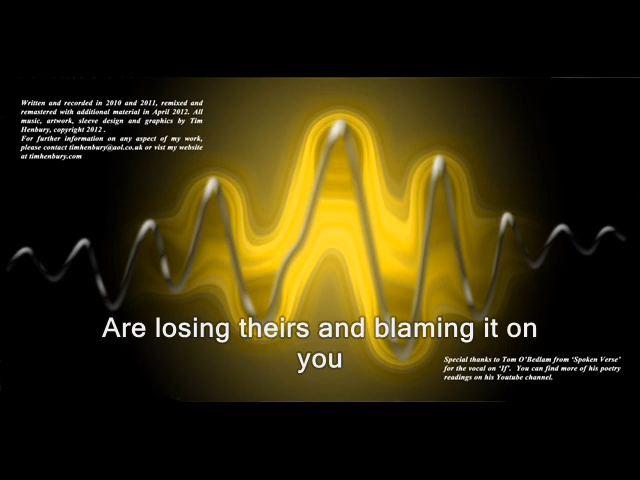 Written and recorded in 2010 and 2011, remixed and
remastered with additional material in April 2012. All
music, artwork, sleeve design and graphics by Tim
Henbury, copyright 2012 .
For further information on any aspect of my work,
please contact timhenbury@aol.co.uk or vist my website
at timhenbury.com
Are losing theirs and blaming it on
you
Special thanks to Tom O'Bedlam from 'Spoken Verse'
for the vocal on 'If'. You can find more of his poetry
readings on his Youtube channel.